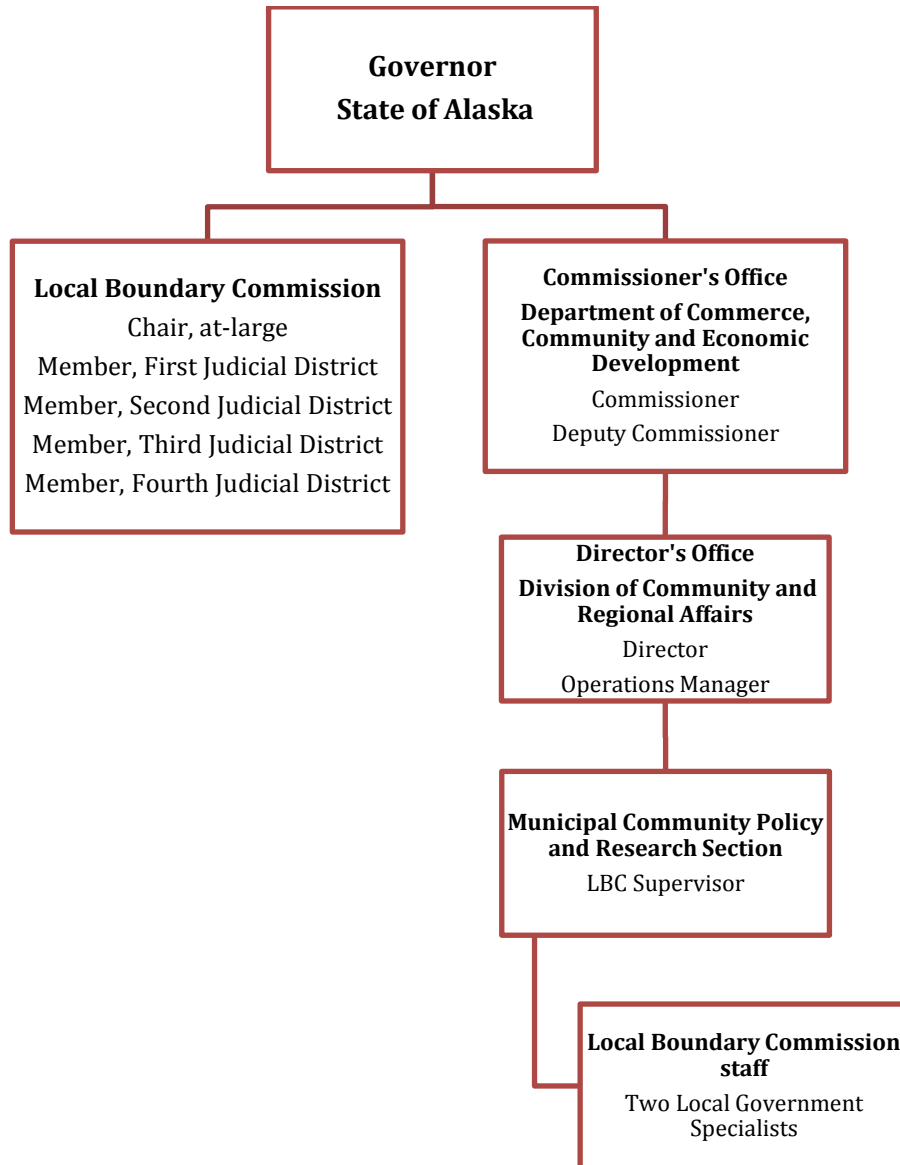 Governor
State of Alaska
Local Boundary Commission
Chair, at-large
Member, First Judicial District
Member, Second Judicial District
Member, Third Judicial District
Member, Fourth Judicial District
Commissioner's Office
Department of Commerce,
Community and Economic
Development
Commissioner
Deputy Commissioner
Director's Office
Division of Community and
Regional Affairs
Director
Operations Manager
Municipal Community Policy
and Research Section
LBC Supervisor
Local Boundary Commission
staff
Two Local Government
Specialists